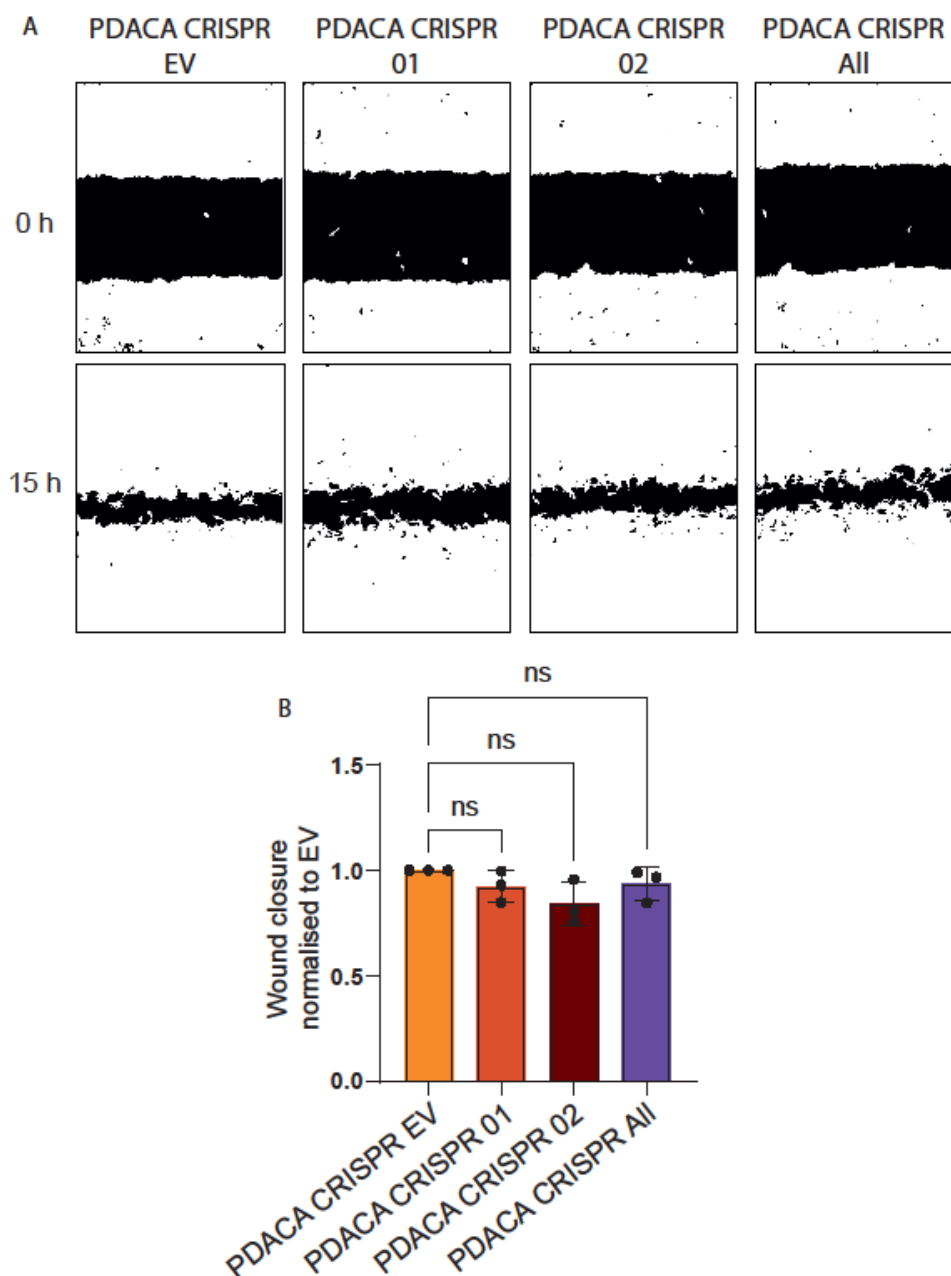 A
PDACA CRISPR
EV
PDACA CRISPR
01
PDACA CRISPR
02
PDACA CRISPR
All
0 h
15 h
B
ns
ns
ns
1.5
1.0
0.5
0.0
Wound closure
normalised to EV
PDACA CRISPR EV
PDACA CRISPR 01
PDACA CRISPR 02
PDACA CRISPR All